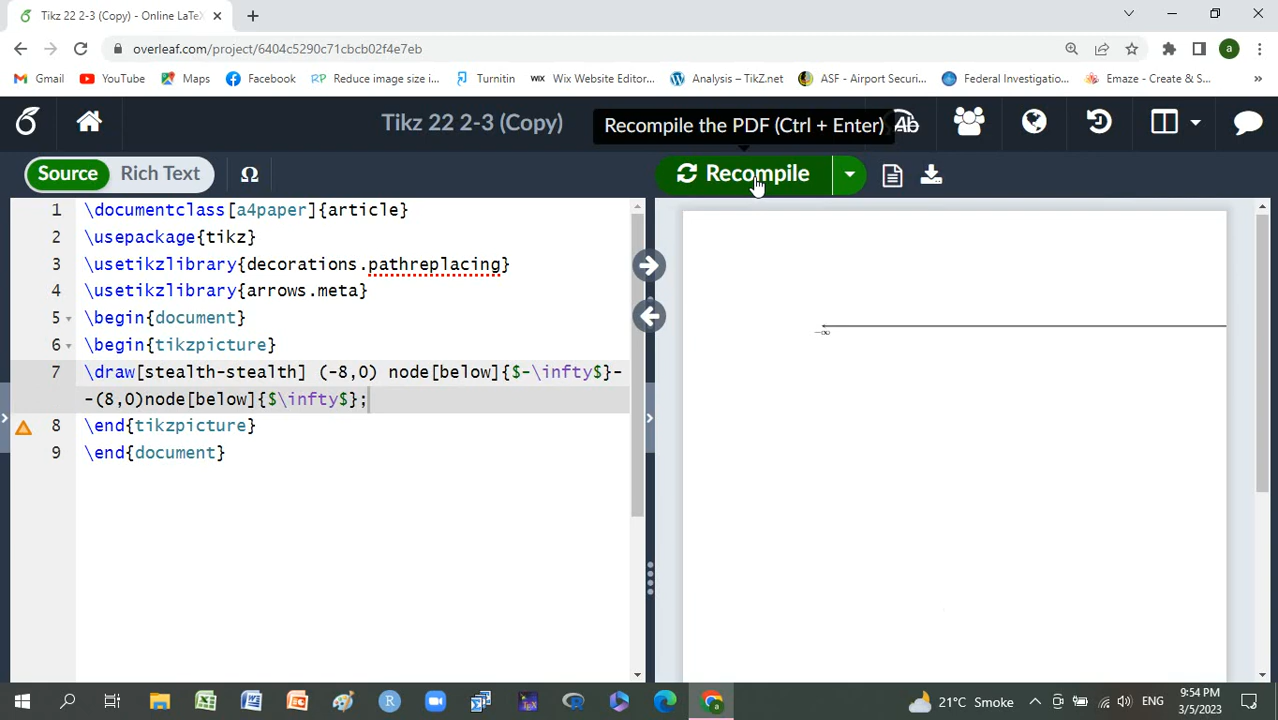 Tikz 22 2-3 (Copy) - Online LaTeX
overleaf.com/project/6404c5290c71cbcb02f4e7eb
a
Gmail YouTube Maps Facebook RP Reduce image size i... Turnitin WIX Wix Website Editor... Analysis – TikZ.net ASF - Airport Securi... Federal Investigatio... Emaze - Create & S... »
Tikz 22 2-3 (Copy)
Recompile the PDF (Ctrl + Enter)
Ab
Source Rich Text Ω
Recompile
1 \documentclass[a4paper]{article}
2 \usepackage{tikz}
3 \usetikzlibrary{decorations.pathreplacing}
4 \usetikzlibrary{arrows.meta}
5 \begin{document}
6 \begin{tikzpicture}
7 \draw[stealth-stealth] (-8,0) node[below]{$-\infty$}-
-(8,0)node[below]{$\infty$};
8 \end{tikzpicture}
9 \end{document}
−∞
21°C Smoke
ENG
9:54 PM
3/5/2023